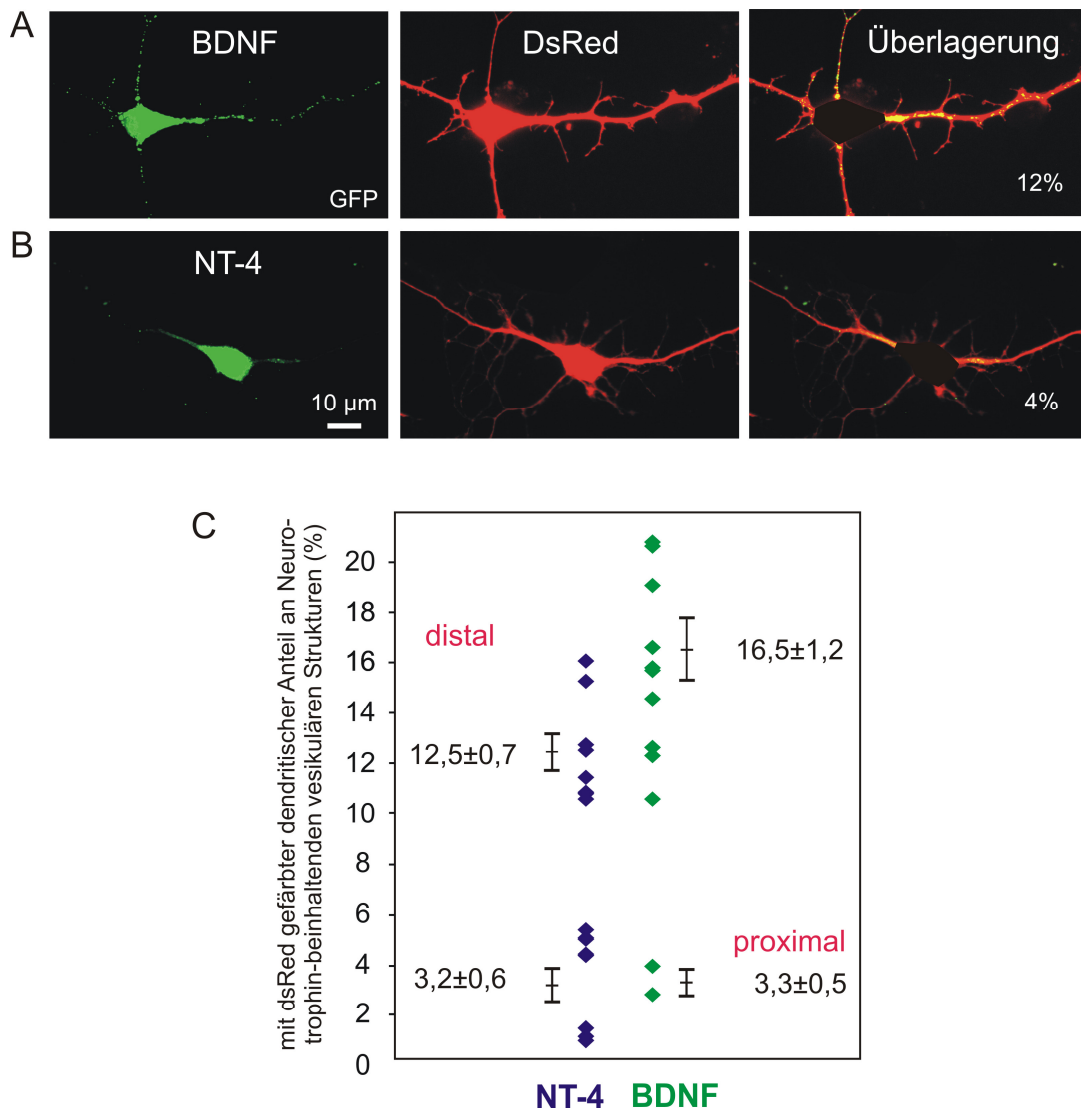 A
BDNF
DsRed
Überlagerung
GFP
12%
B
NT-4
10 µm
4%
C
mit dsRed gefärbter dendritischer Anteil an Neuro-
trophin-beinhaltenden vesikulären Strukturen (%)
20
18
16
14
12
10
8
6
4
2
0
distal
16,5±1,2
12,5±0,7
proximal
3,2±0,6
3,3±0,5
NT-4
BDNF